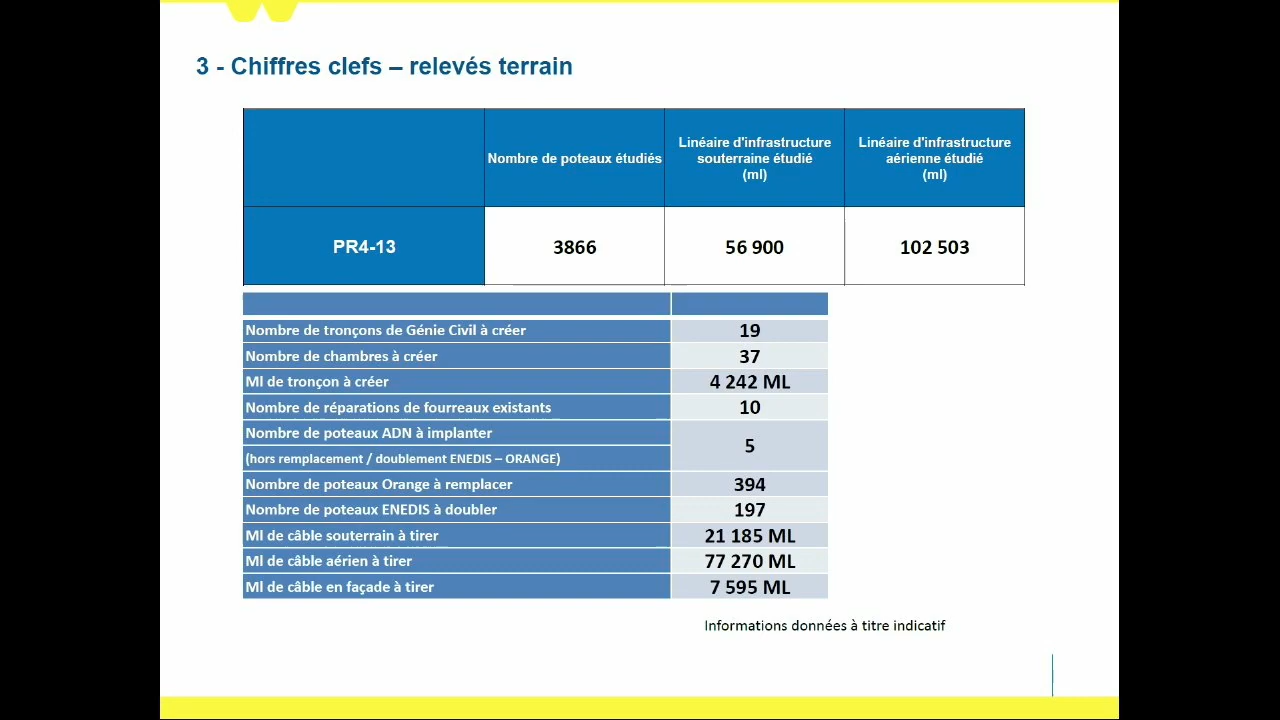 3 - Chiffres clefs – relevés terrain
Nombre de poteaux étudiés
Linéaire d'infrastructure
souterraine étudié
(ml)
Linéaire d'infrastructure
aérienne étudié
(ml)
PR4-13 3866 56 900 102 503
Nombre de tronçons de Génie Civil à créer 19
Nombre de chambres à créer 37
Ml de tronçon à créer 4 242 ML
Nombre de réparations de fourreaux existants 10
Nombre de poteaux ADN à implanter
(hors remplacement / doublement ENEDIS – ORANGE) 5
Nombre de poteaux Orange à remplacer 394
Nombre de poteaux ENEDIS à doubler 197
Ml de câble souterrain à tirer 21 185 ML
Ml de câble aérien à tirer 77 270 ML
Ml de câble en façade à tirer 7 595 ML
Informations données à titre indicatif